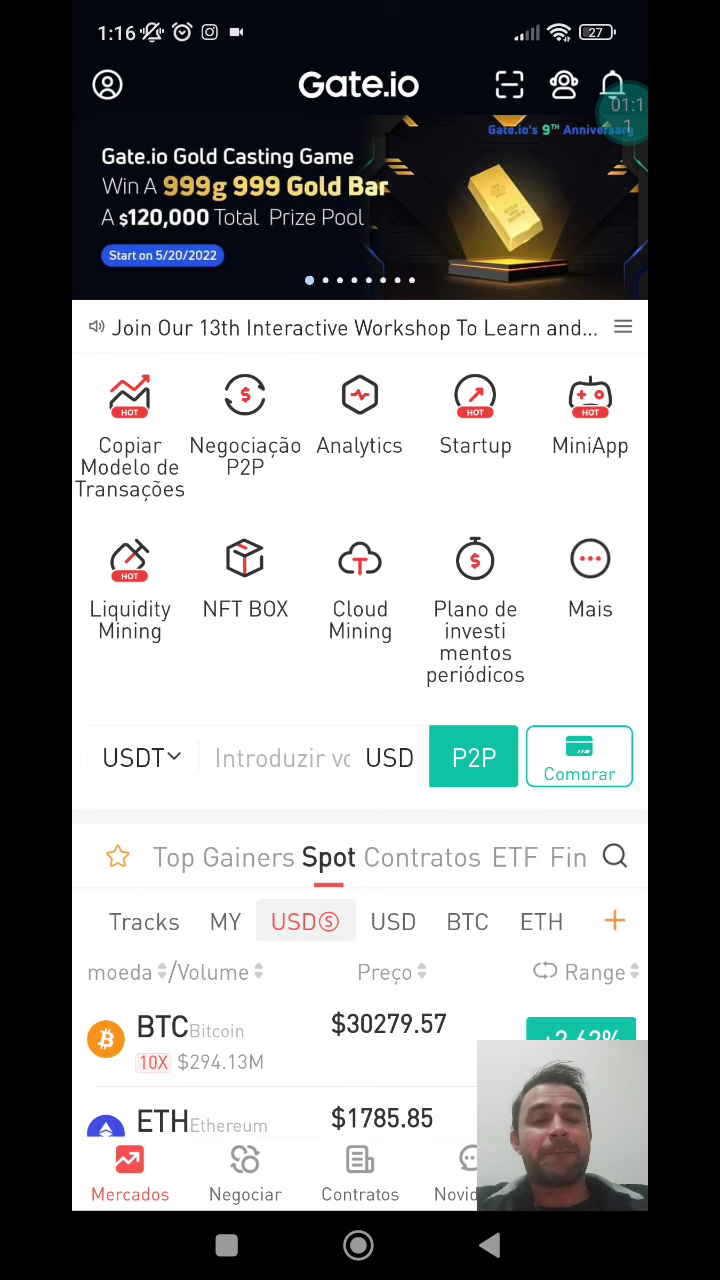 1:16
27
Gate.io
01:1
1
Gate.io's 9TH Anniversary
Gate.io Gold Casting Game
Win A 999g 999 Gold Bar
A $120,000 Total Prize Pool
Start on 5/20/2022
Join Our 13th Interactive Workshop To Learn and...
HOT
HOT
HOT
Copiar
Modelo de
Transações
Negociação
P2P
Analytics
Startup
MiniApp
HOT
Liquidity
Mining
NFT BOX
Cloud
Mining
Plano de
investi
mentos
periódicos
Mais
USDT
Introduzir
USD
P2P
Comprar
Top Gainers Spot Contratos ETF Fin
Tracks MY USDⓈ USD BTC ETH
moeda/Volume Preço Range
BTC Bitcoin $30279.57
+2.62%
10X $294.13M
ETH Ethereum $1785.85
Mercados Negociar Contratos Novid